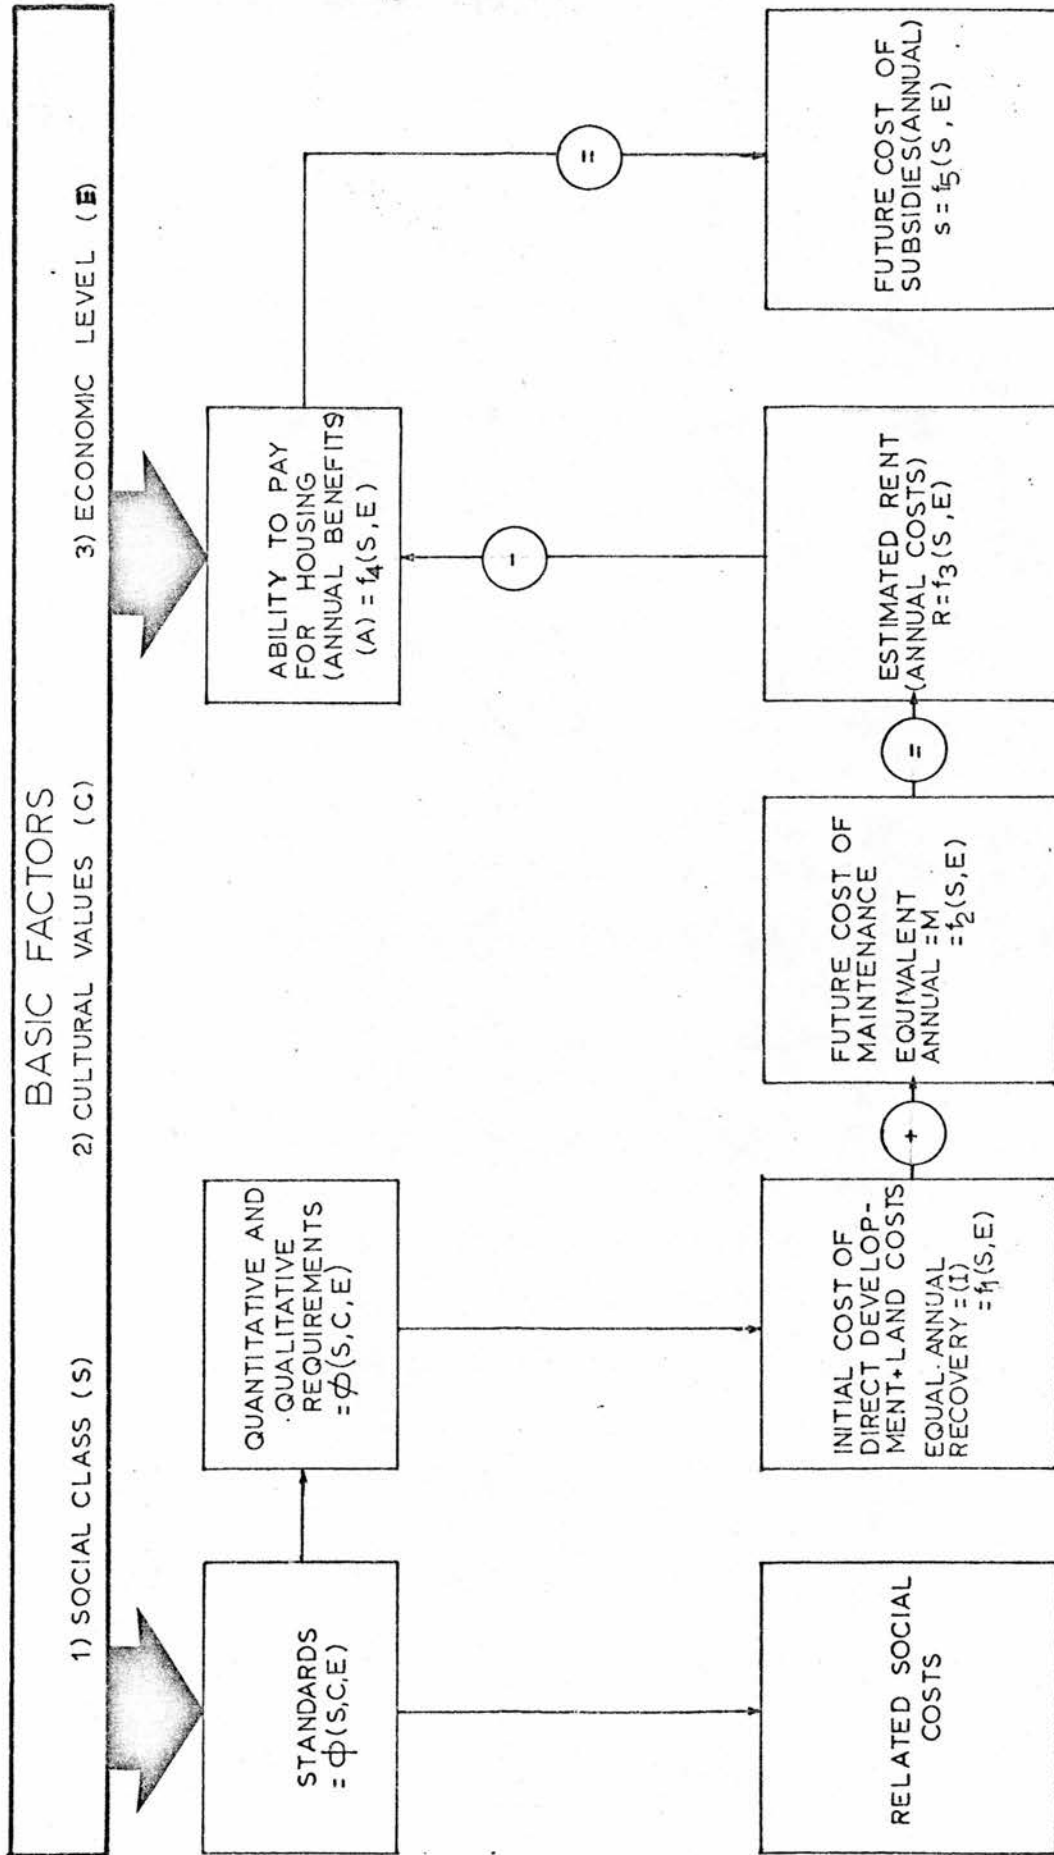 BASIC FACTORS
1) SOCIAL CLASS (S)
2) CULTURAL VALUES (C)
3) ECONOMIC LEVEL (E)
STANDARDS
= ϕ(S,C,E)
QUANTITATIVE AND
QUALITATIVE
REQUIREMENTS
= ϕ(S,C,E)
ABILITY TO PAY
FOR HOUSING
(ANNUAL BENEFITS)
(A) = f4(S,E)
-
=
RELATED SOCIAL
COSTS
INITIAL COST OF
DIRECT DEVELOP-
MENT+LAND COSTS
EQUAL ANNUAL
RECOVERY = (I)
= f1(S,E)
+
FUTURE COST OF
MAINTENANCE
EQUIVALENT
ANNUAL =M
=f2(S,E)
=
ESTIMATED RENT
(ANNUAL COSTS)
R=f3(S,E)
FUTURE COST OF
SUBSIDIES(ANNUAL)
s = f5(S,E)